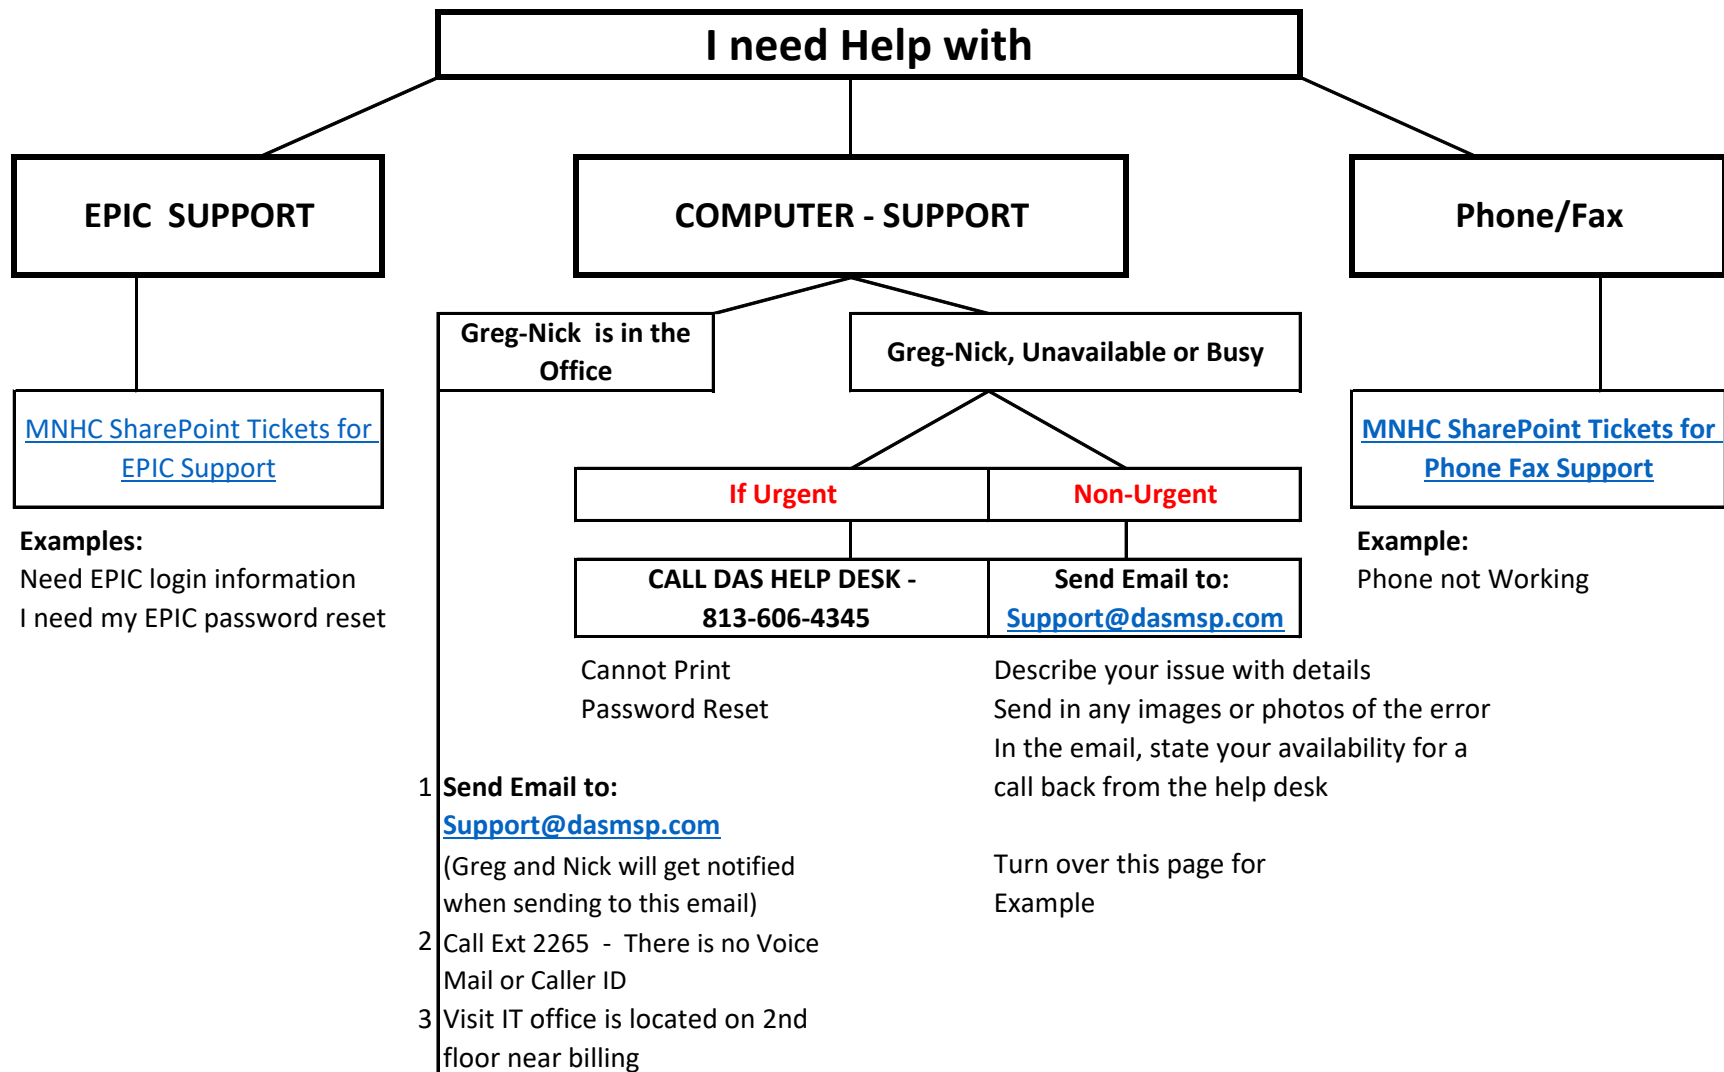 I need Help with
EPIC  SUPPORT
COMPUTER - SUPPORT
Phone/Fax
Greg-Nick  is in the
Office
Greg-Nick, Unavailable or Busy
MNHC SharePoint Tickets for
EPIC Support
MNHC SharePoint Tickets for
Phone Fax Support
If Urgent
Non-Urgent
Examples:
Need EPIC login information
I need my EPIC password reset
CALL DAS HELP DESK -
813-606-4345
Send Email to:
Support@dasmsp.com
Example:
Phone not Working
Cannot Print
Password Reset
Describe your issue with details
Send in any images or photos of the error
In the email, state your availability for a
call back from the help desk
Turn over this page for
Example
1 Send Email to:
Support@dasmsp.com
(Greg and Nick will get notified
when sending to this email)
2 Call Ext 2265  -  There is no Voice
Mail or Caller ID
3 Visit IT office is located on 2nd
floor near billing